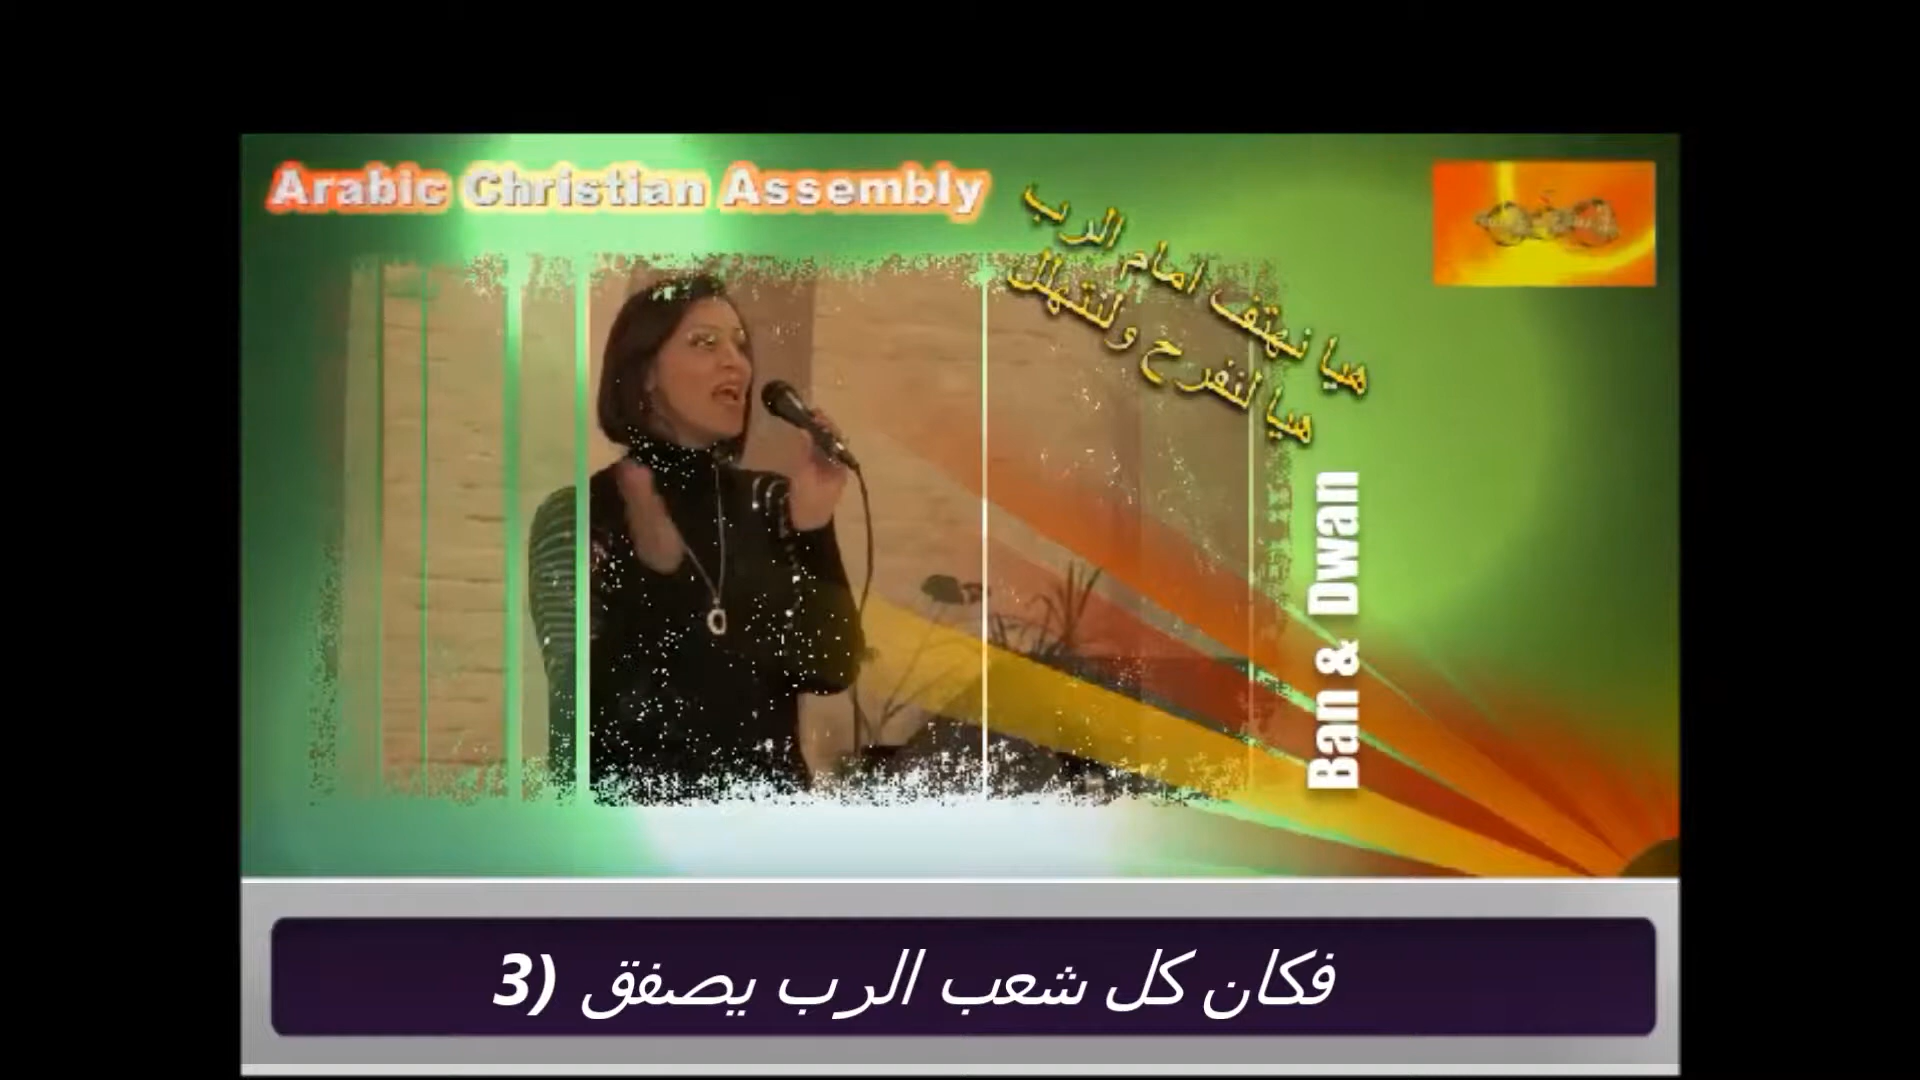 Arabic Christian Assembly
هيا نهتف امام الرب
هيا لنفرح ولنتهلل
Ban & Dwan
فكان كل شعب الرب يصفق (3